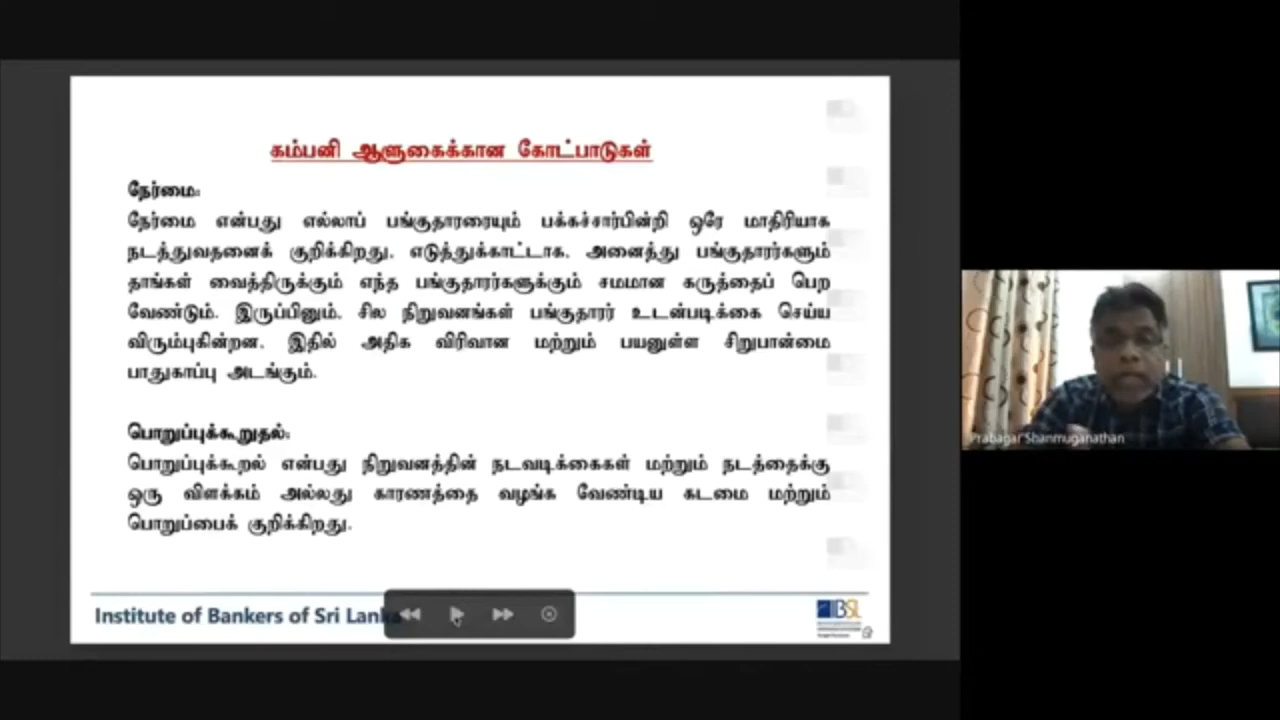 கம்பனி ஆளுகைக்கான கோட்பாடுகள்
நேர்மை:
நேர்மை என்பது எல்லாப் பங்குதாரரையும் பக்கச்சார்பின்றி ஒரே மாதிரியாக
நடத்துவதனைக் குறிக்கிறது. எடுத்துக்காட்டாக, அனைத்து பங்குதாரர்களும்
தாங்கள் வைத்திருக்கும் எந்த பங்குதாரர்களுக்கும் சமமான கருத்தைப் பெற
வேண்டும். இருப்பினும், சில நிறுவனங்கள் பங்குதாரர் உடன்படிக்கை செய்ய
விரும்புகின்றன, இதில் அதிக விரிவான மற்றும் பயனுள்ள சிறுபான்மை
பாதுகாப்பு அடங்கும்.
பொறுப்புக்கூறுதல்:
பொறுப்புக்கூறல் என்பது நிறுவனத்தின் நடவடிக்கைகள் மற்றும் நடத்தைக்கு
ஒரு விளக்கம் அல்லது காரணத்தை வழங்க வேண்டிய கடமை மற்றும்
பொறுப்பைக் குறிக்கிறது.
Institute of Bankers of Sri Lanka
IBSL
Prabagar Shanmuganathan